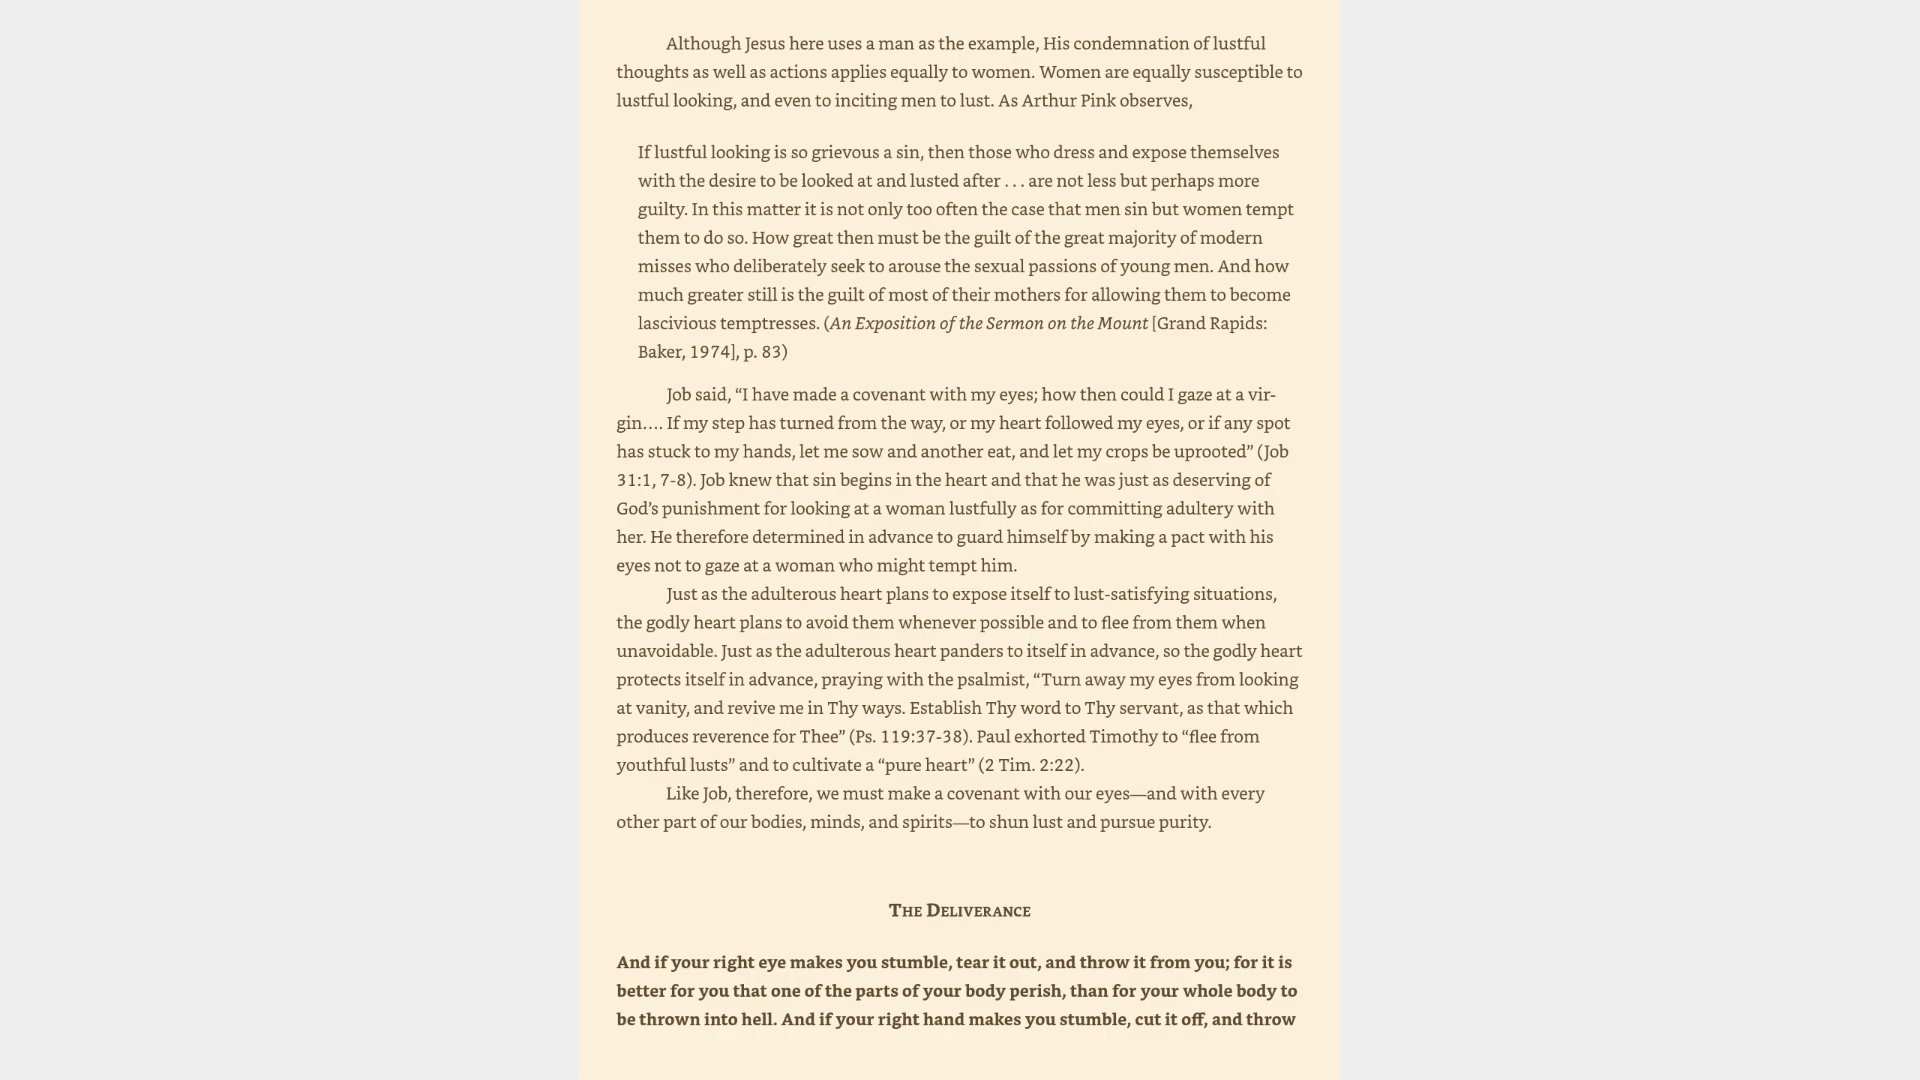 Although Jesus here uses a man as the example, His condemnation of lustful
thoughts as well as actions applies equally to women. Women are equally susceptible to
lustful looking, and even to inciting men to lust. As Arthur Pink observes,
If lustful looking is so grievous a sin, then those who dress and expose themselves
with the desire to be looked at and lusted after . . . are not less but perhaps more
guilty. In this matter it is not only too often the case that men sin but women tempt
them to do so. How great then must be the guilt of the great majority of modern
misses who deliberately seek to arouse the sexual passions of young men. And how
much greater still is the guilt of most of their mothers for allowing them to become
lascivious temptresses. (An Exposition of the Sermon on the Mount [Grand Rapids:
Baker, 1974], p. 83)
Job said, “I have made a covenant with my eyes; how then could I gaze at a vir-
gin…. If my step has turned from the way, or my heart followed my eyes, or if any spot
has stuck to my hands, let me sow and another eat, and let my crops be uprooted” (Job
31:1, 7-8). Job knew that sin begins in the heart and that he was just as deserving of
God’s punishment for looking at a woman lustfully as for committing adultery with
her. He therefore determined in advance to guard himself by making a pact with his
eyes not to gaze at a woman who might tempt him.
Just as the adulterous heart plans to expose itself to lust-satisfying situations,
the godly heart plans to avoid them whenever possible and to flee from them when
unavoidable. Just as the adulterous heart panders to itself in advance, so the godly heart
protects itself in advance, praying with the psalmist, “Turn away my eyes from looking
at vanity, and revive me in Thy ways. Establish Thy word to Thy servant, as that which
produces reverence for Thee” (Ps. 119:37-38). Paul exhorted Timothy to “flee from
youthful lusts” and to cultivate a “pure heart” (2 Tim. 2:22).
Like Job, therefore, we must make a covenant with our eyes—and with every
other part of our bodies, minds, and spirits—to shun lust and pursue purity.
THE DELIVERANCE
And if your right eye makes you stumble, tear it out, and throw it from you; for it is
better for you that one of the parts of your body perish, than for your whole body to
be thrown into hell. And if your right hand makes you stumble, cut it off, and throw